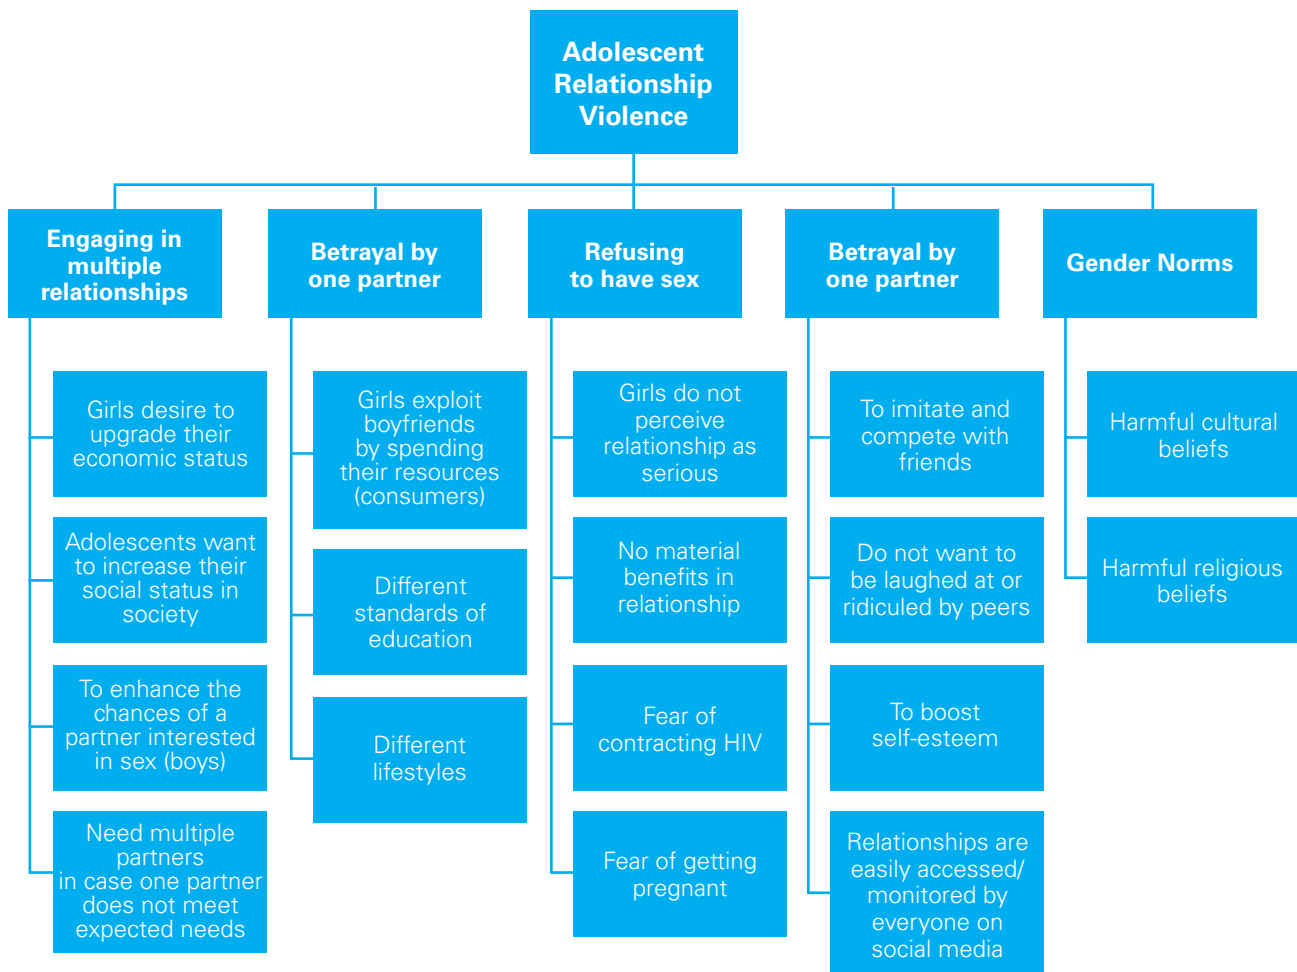 Adolescent
Relationship
Violence
Engaging in
multiple
relationships
Girls desire to
upgrade their
economic status
Adolescents want
to increase their
social status in
society
To enhance the
chances of a
partner interested
in sex (boys)
Need multiple
partners
in case one partner
does not meet
expected needs
Betrayal by
one partner
Girls exploit
boyfriends
by spending
their resources
(consumers)
Different
standards of
education
Different
lifestyles
Refusing
to have sex
Girls do not
perceive
relationship as
serious
No material
benefits in
relationship
Fear of
contracting HIV
Fear of getting
pregnant
Betrayal by
one partner
To imitate and
compete with
friends
Do not want to
be laughed at or
ridiculed by peers
To boost
self-esteem
Relationships are
easily accessed/
monitored by
everyone on
social media
Gender Norms
Harmful cultural
beliefs
Harmful religious
beliefs